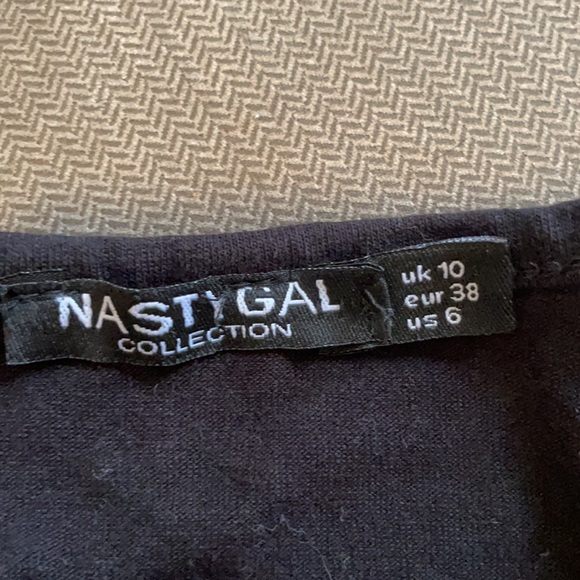 NASTYGAL
COLLECTION
uk 10
eur 38
us 6